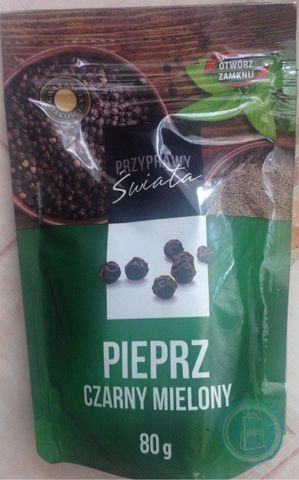 OTWÓRZ
ZAMKNIJ
PRZYPRAWY
Świata
PIEPRZ
CZARNY MIELONY
80 g